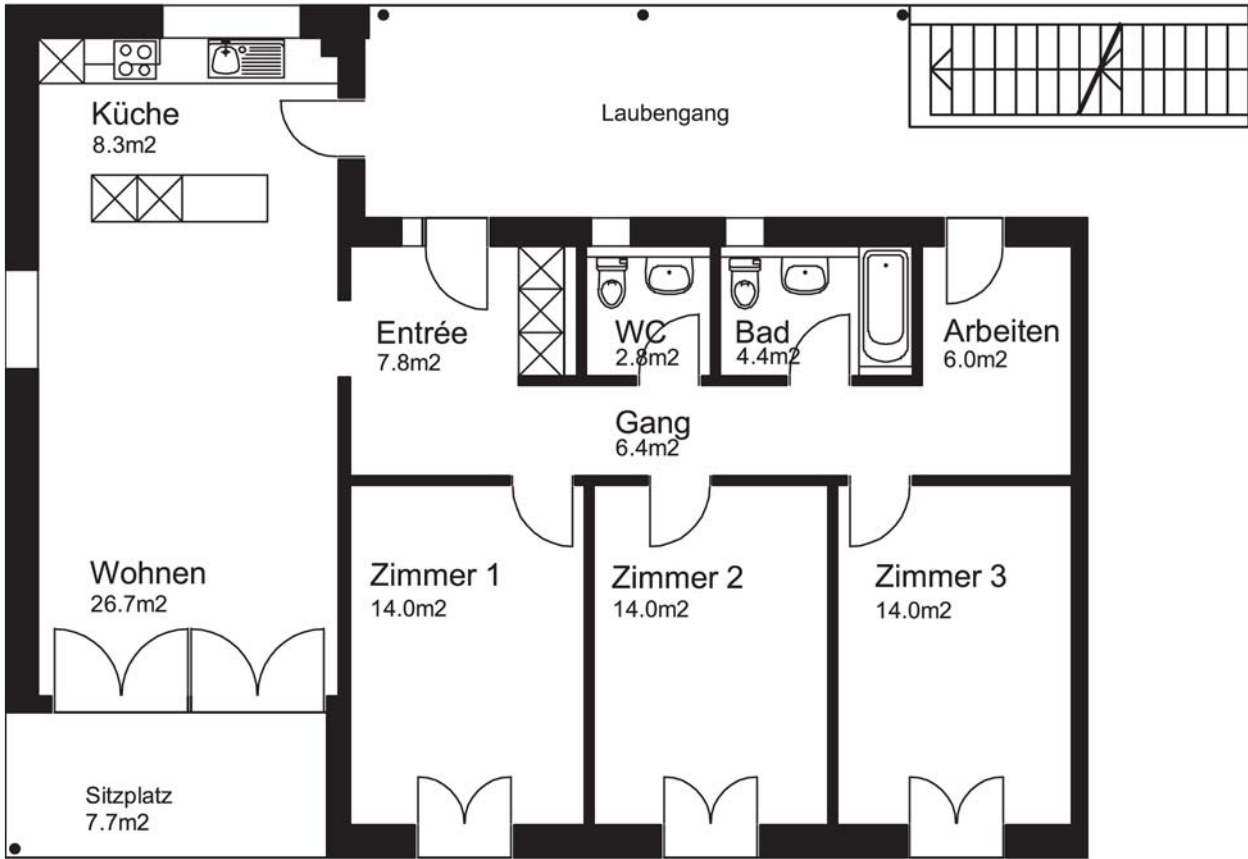 Küche
8.3m2
Laubengang
Entrée
7.8m2
WC
2.8m2
Bad
4.4m2
Arbeiten
6.0m2
Gang
6.4m2
Wohnen
26.7m2
Zimmer 1
14.0m2
Zimmer 2
14.0m2
Zimmer 3
14.0m2
Sitzplatz
7.7m2